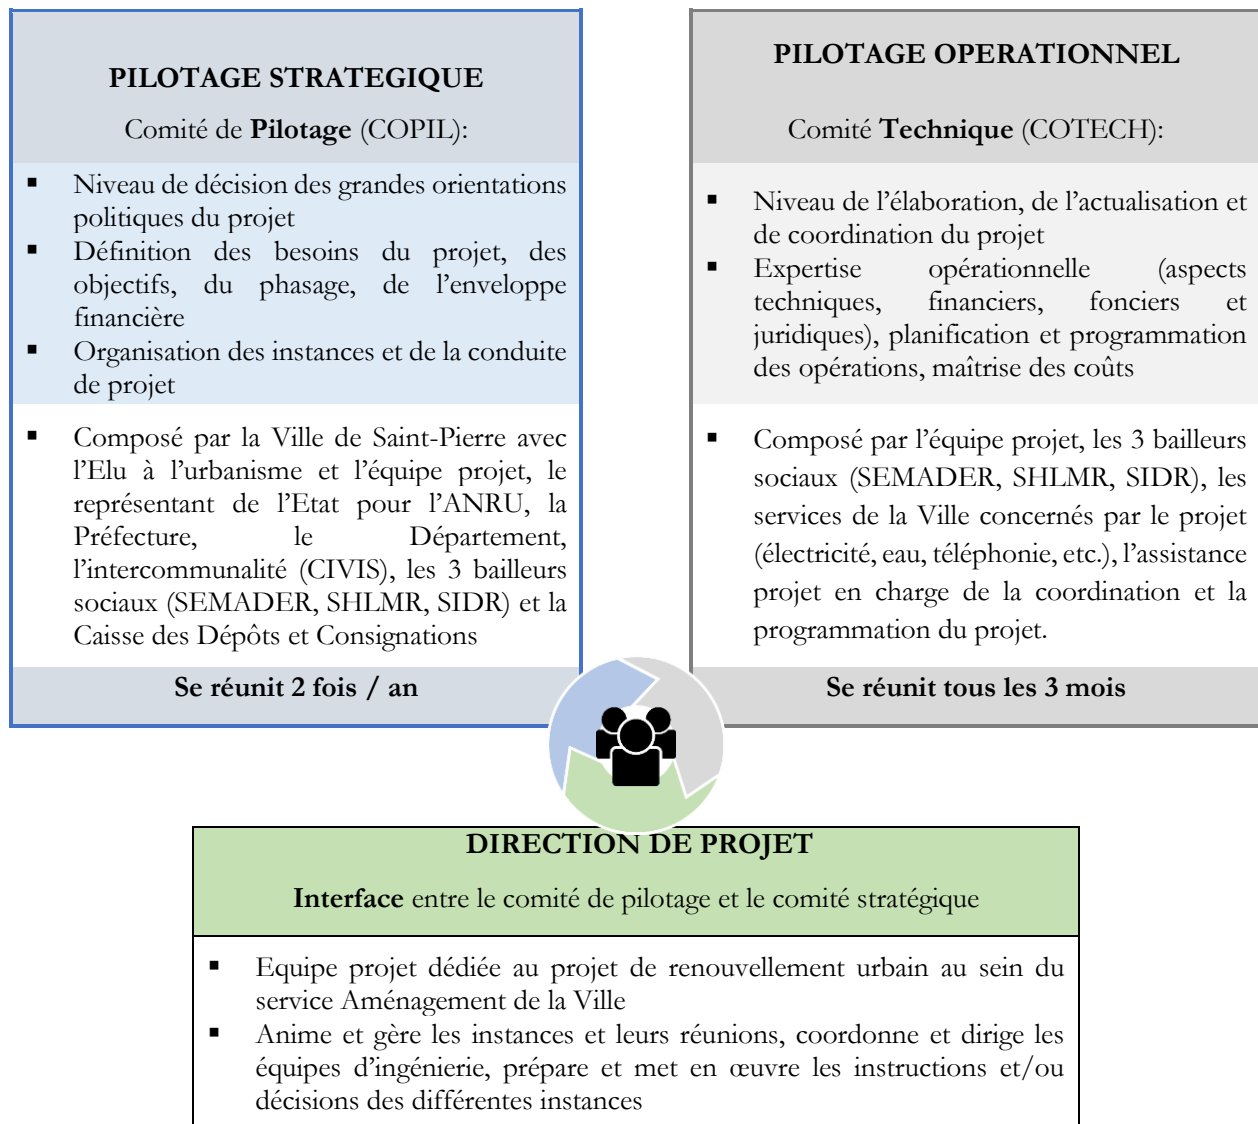 PILOTAGE STRATEGIQUE
Comité de Pilotage (COPIL):
▪ Niveau de décision des grandes orientations
politiques du projet
▪ Définition des besoins du projet, des
objectifs, du phasage, de l’enveloppe
financière
▪ Organisation des instances et de la conduite
de projet
▪ Composé par la Ville de Saint-Pierre avec
l’Elu à l’urbanisme et l’équipe projet, le
représentant de l’Etat pour l’ANRU, la
Préfecture, le Département,
l’intercommunalité (CIVIS), les 3 bailleurs
sociaux (SEMADER, SHLMR, SIDR) et la
Caisse des Dépôts et Consignations
Se réunit 2 fois / an
PILOTAGE OPERATIONNEL
Comité Technique (COTECH):
▪ Niveau de l’élaboration, de l’actualisation et
de coordination du projet
▪ Expertise opérationnelle (aspects
techniques, financiers, fonciers et
juridiques), planification et programmation
des opérations, maîtrise des coûts
▪ Composé par l’équipe projet, les 3 bailleurs
sociaux (SEMADER, SHLMR, SIDR), les
services de la Ville concernés par le projet
(électricité, eau, téléphonie, etc.), l’assistance
projet en charge de la coordination et la
programmation du projet.
Se réunit tous les 3 mois
DIRECTION DE PROJET
Interface entre le comité de pilotage et le comité stratégique
▪ Equipe projet dédiée au projet de renouvellement urbain au sein du
service Aménagement de la Ville
▪ Anime et gère les instances et leurs réunions, coordonne et dirige les
équipes d’ingénierie, prépare et met en œuvre les instructions et/ou
décisions des différentes instances